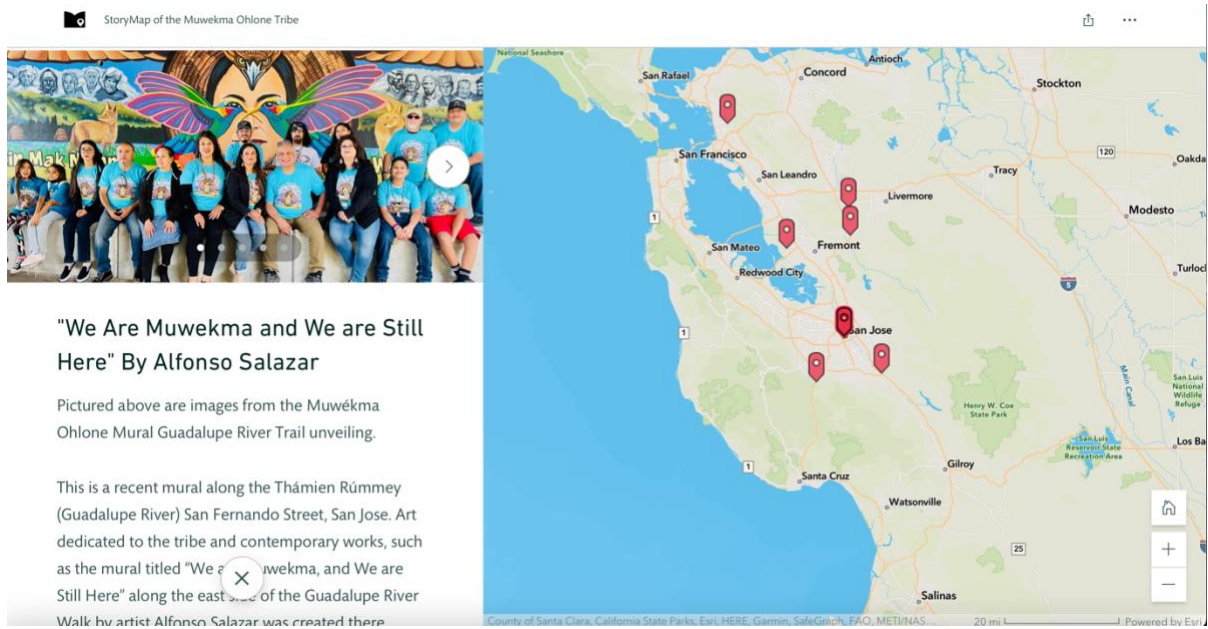 StoryMap of the Muwekma Ohlone Tribe
"We Are Muwekma and We are Still
Here" By Alfonso Salazar
Pictured above are images from the Muwékma
Ohlone Mural Guadalupe River Trail unveiling.
This is a recent mural along the Thámien Rúmmey
(Guadalupe River) San Fernando Street, San Jose. Art
dedicated to the tribe and contemporary works, such
as the mural titled "We wekma, and We are
Still Here" along the east side of the Guadalupe River
Walk by artist Alfonso Salazar was created there
National Seashore
San Rafael
Concord
Antioch
Stockton
San Francisco
San Leandro
120
Oakda
Tracy
Livermore
1
Modesto
San Mateo
Fremont
Redwood City
5
Turloc
San Jose
1
Main Canal
San Luis
National
Wildlife
Refuge
Henry W. Coe
State Park
San Luis
Reservoir State
Recreation Area
Los Ba
1
Gilroy
Santa Cruz
Watsonville
25
Salinas
County of Santa Clara, California State Parks, Esri, HERE, Garmin, SafeGraph, FAO, METI/NAS...
20 mi
Powered by Esri